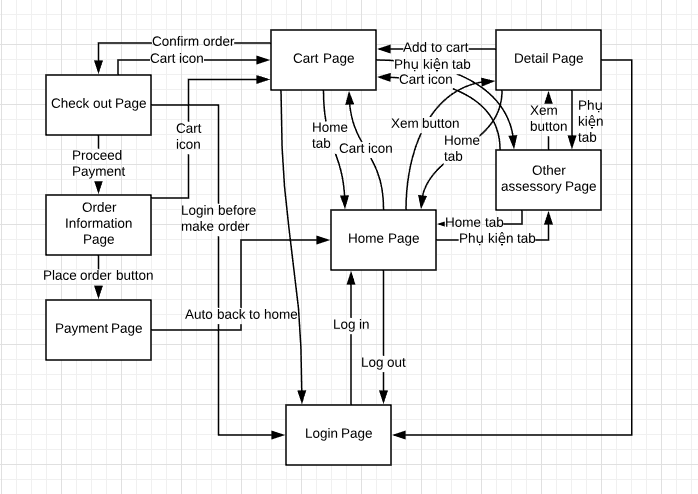 Confirm order
Cart Page
Add to cart
Detail Page
Cart icon
Phụ kiện tab
Cart icon
Check out Page
Cart
icon
Home
tab
Cart icon
Xem button
Home
tab
Xem
button
Phụ
kiện
tab
Proceed
Payment
Other
assessory Page
Order
Information
Page
Login before
make order
Home Page
Home tab
Phụ kiện tab
Place order button
Payment Page
Auto back to home
Log in
Log out
Login Page